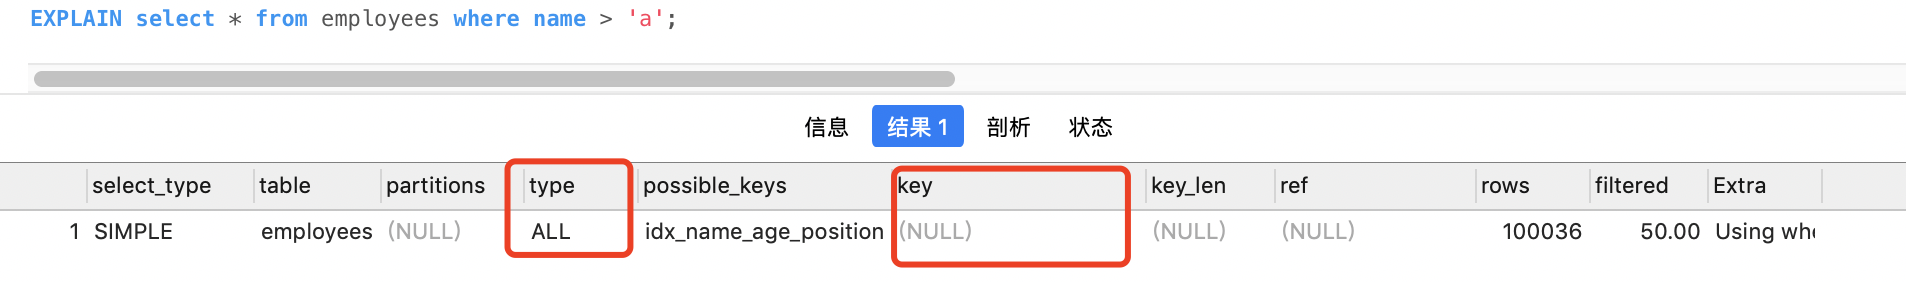 EXPLAIN select * from employees where name > 'a';
信息 结果 1 剖析 状态
select_type table partitions type possible_keys key key_len ref rows filtered Extra
1 SIMPLE employees (NULL) ALL idx_name_age_position (NULL) (NULL) (NULL) 100036 50.00 Using